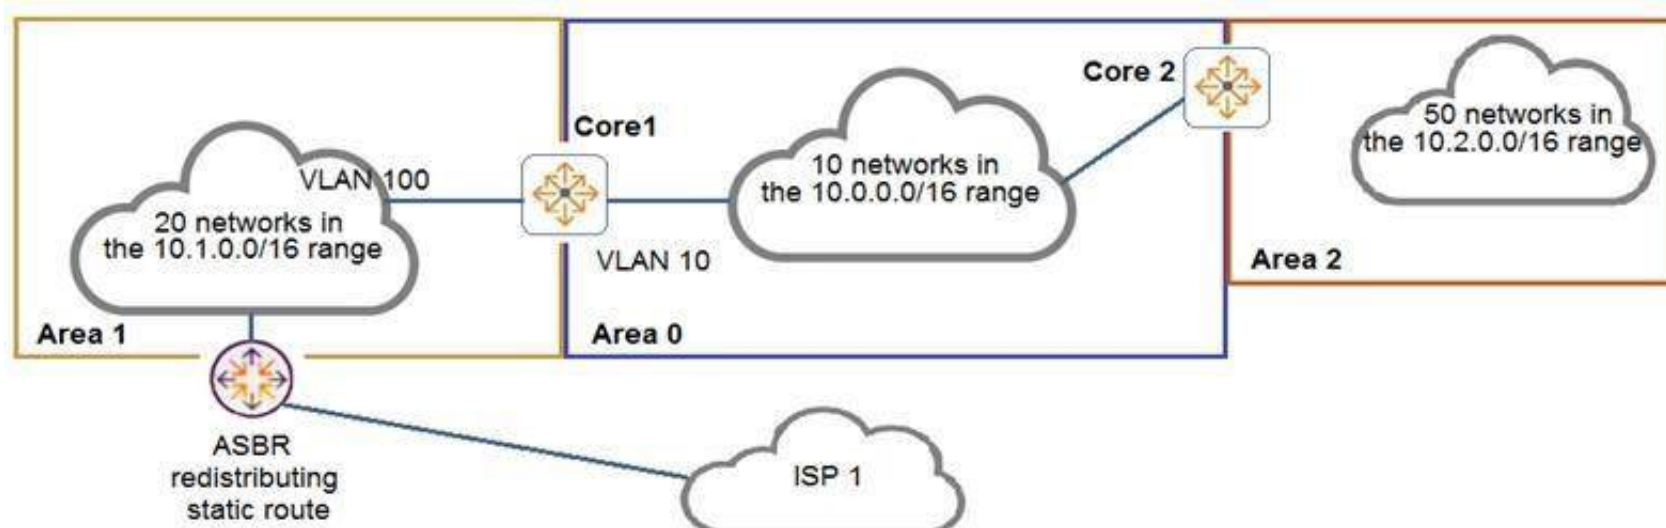 Core 2
50 networks in
the 10.2.0.0/16 range
Core1
VLAN 100
10 networks in
the 10.0.0.0/16 range
20 networks in
the 10.1.0.0/16 range
VLAN 10
Area 2
Area 1
Area 0
ASBR
redistributing
static route
ISP 1